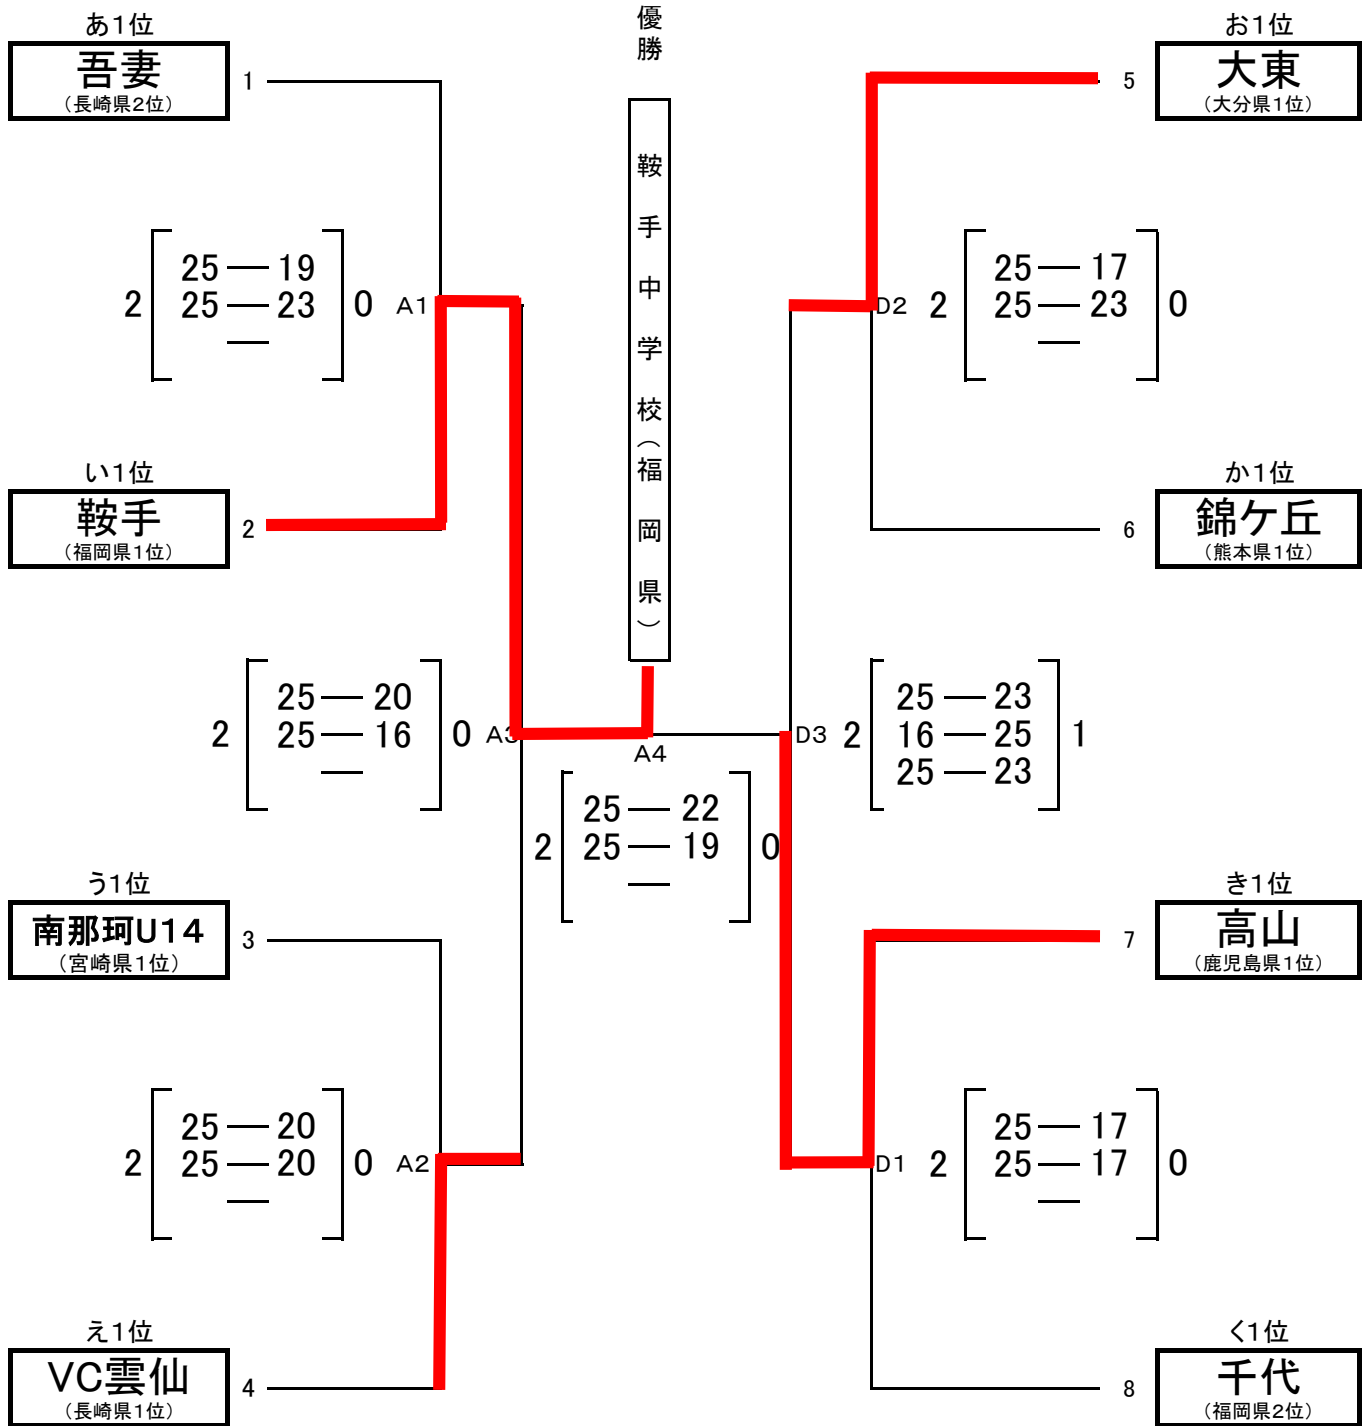 優勝
鞍手中学校（福岡県）
あ1位
吾妻
（長崎県2位）
1
2
25 — 19
25 — 23
—
0
A1
い1位
鞍手
（福岡県1位）
2
2
25 — 20
25 — 16
—
0
A3
う1位
南那珂U14
（宮崎県1位）
3
2
25 — 20
25 — 20
—
0
A2
え1位
VC雲仙
（長崎県1位）
4
A4
2
25 — 22
25 — 19
—
0
お1位
大東
（大分県1位）
5
D2
2
25 — 17
25 — 23
—
0
か1位
錦ケ丘
（熊本県1位）
6
D3
2
25 — 23
16 — 25
25 — 23
1
き1位
高山
（鹿児島県1位）
7
D1
2
25 — 17
25 — 17
—
0
く1位
千代
（福岡県2位）
8